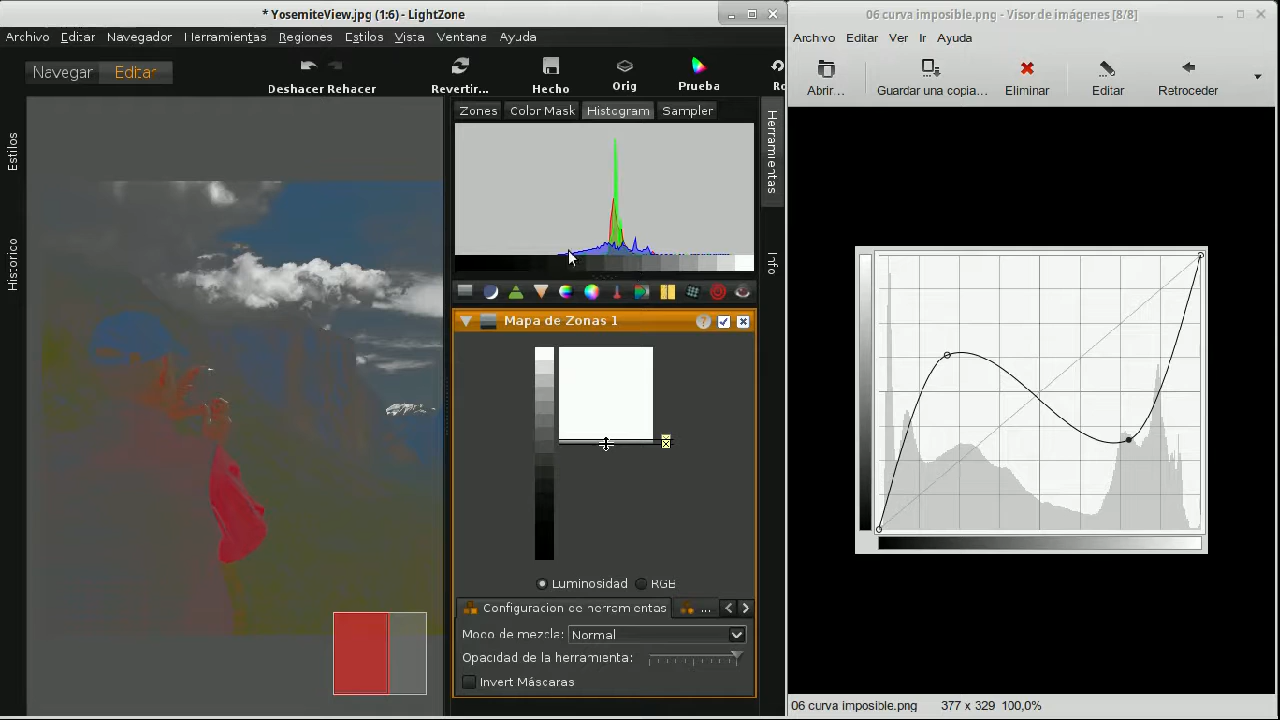 * YosemiteView.jpg (1:6) - LightZone
Archivo Editar Navegador Herramientas Regiones Estilos Vista Ventana Ayuda
Navegar Editar
Deshacer Rehacer Revertir... Hecho Orig Prueba
Estilos
Historico
Zones Color Mask Histogram Sampler
Herramientas
Info
Mapa de Zonas 1
?
Luminosidad RGB
Configuracion de herramientas ...
Moco de mezcla: Normal
Opacidad de la herramienta:
Invert Máscaras
06 curva imposible.png - Visor de imágenes [8/8]
Archivo Editar Ver Ir Ayuda
Abrir... Guardar una copia... Eliminar Editar Retroceder
06 curva imposible.png 377 x 329 100,0%